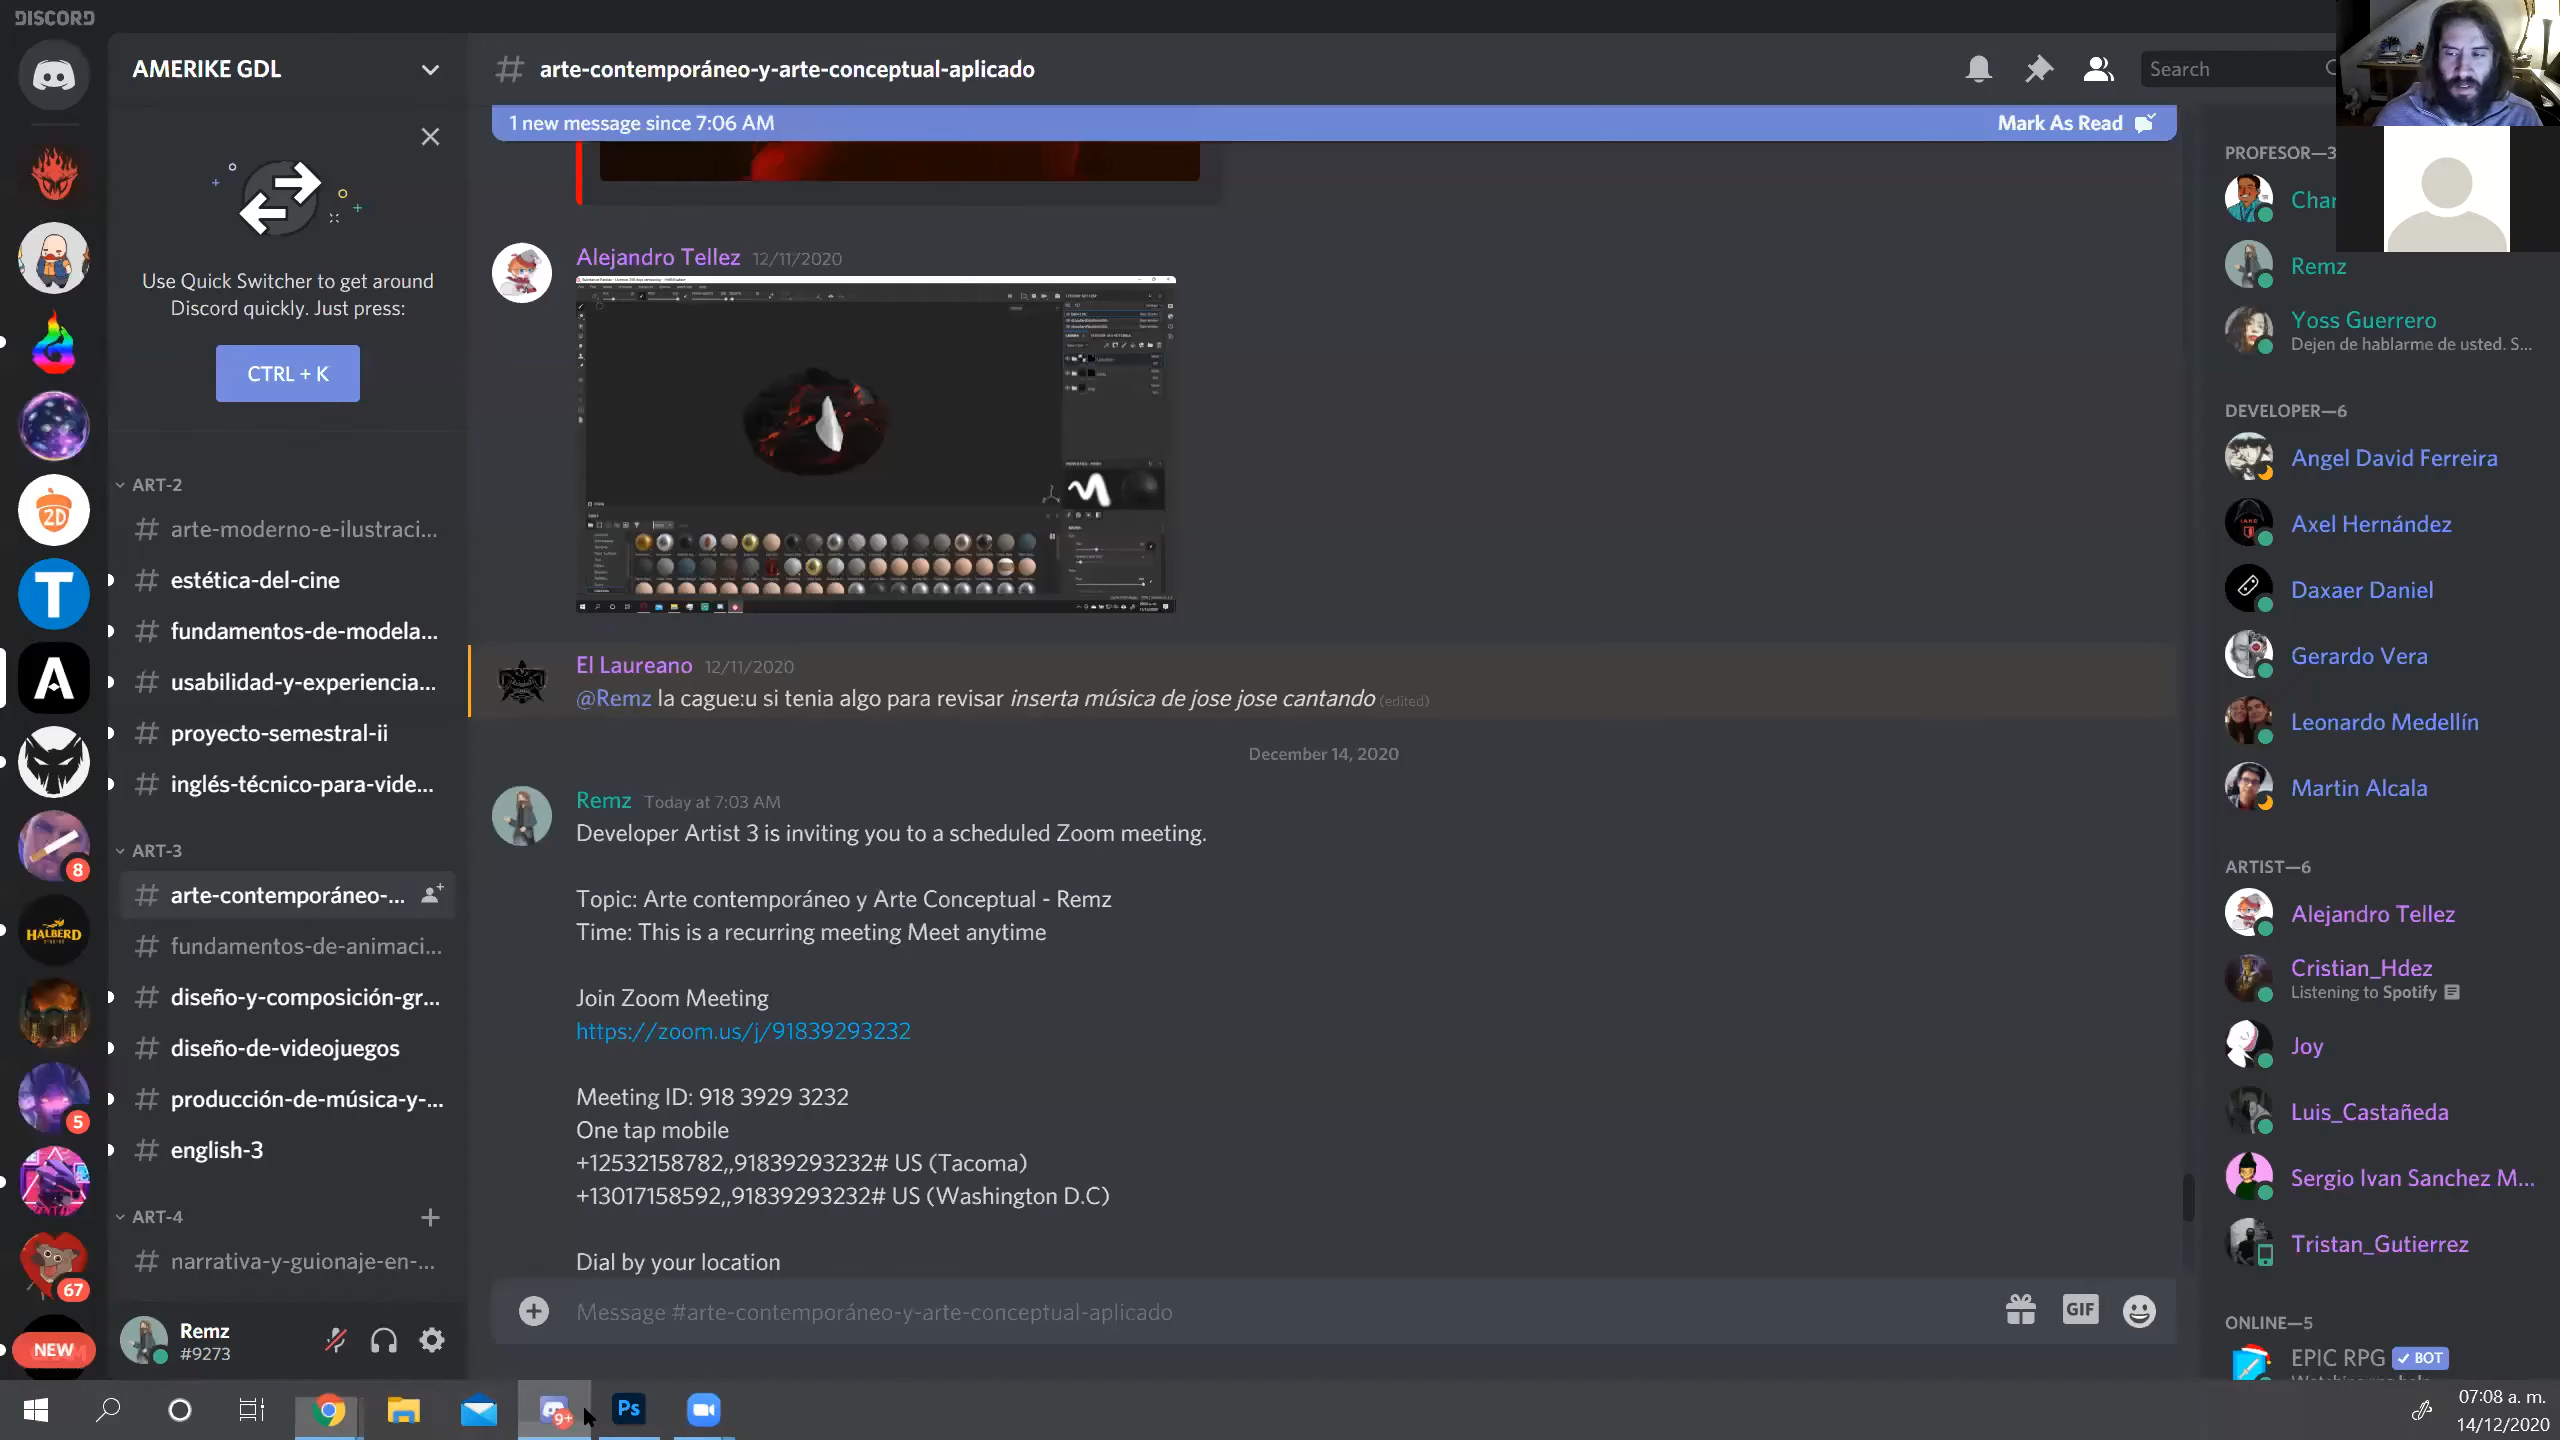 DISCORD
AMERIKE GDL
Use Quick Switcher to get around
Discord quickly. Just press:
CTRL + K
ART-2
arte-moderno-e-ilustraci...
estética-del-cine
fundamentos-de-modela...
usabilidad-y-experiencia...
proyecto-semestral-ii
inglés-técnico-para-vide...
ART-3
arte-contemporáneo-...
fundamentos-de-animaci...
diseño-y-composición-gr...
diseño-de-videojuegos
producción-de-música-y-...
english-3
ART-4
narrativa-y-guionaje-en-...
2D
T
A
8
HALBERD
5
67
NEW
Remz
#9273
# arte-contemporáneo-y-arte-conceptual-aplicado
Search
1 new message since 7:06 AM
Mark As Read
Alejandro Tellez 12/11/2020
El Laureano 12/11/2020
@Remz la cague:u si tenia algo para revisar inserta música de jose jose cantando (edited)
December 14, 2020
Remz Today at 7:03 AM
Developer Artist 3 is inviting you to a scheduled Zoom meeting.
Topic: Arte contemporáneo y Arte Conceptual - Remz
Time: This is a recurring meeting Meet anytime
Join Zoom Meeting
https://zoom.us/j/91839293232
Meeting ID: 918 3929 3232
One tap mobile
+12532158782,,91839293232# US (Tacoma)
+13017158592,,91839293232# US (Washington D.C)
Dial by your location
Message #arte-contemporáneo-y-arte-conceptual-aplicado
GIF
PROFESOR—3
Char
Remz
Yoss Guerrero
Dejen de hablarme de usted. S...
DEVELOPER—6
Angel David Ferreira
Axel Hernández
Daxaer Daniel
Gerardo Vera
Leonardo Medellín
Martin Alcala
ARTIST—6
Alejandro Tellez
Cristian_Hdez
Listening to Spotify
Joy
Luis_Castañeda
Sergio Ivan Sanchez M...
Tristan_Gutierrez
ONLINE—5
EPIC RPG BOT
9+
Ps
07:08 a. m.
14/12/2020